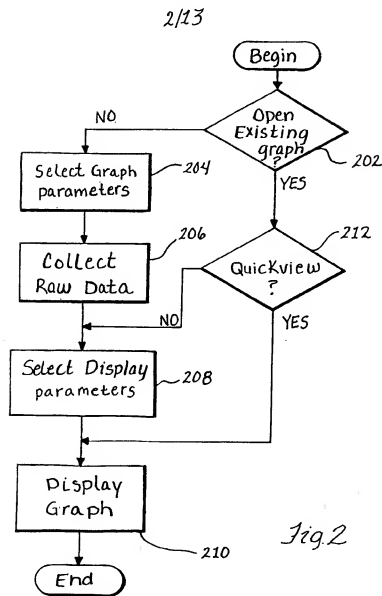 2/13
Begin
Open
Existing
graph
?
202
NO
YES
Select Graph
parameters
204
212
Quickview
?
206
Collect
Raw Data
NO
YES
Select Display
parameters
208
Display
Graph
210
Fig. 2
End